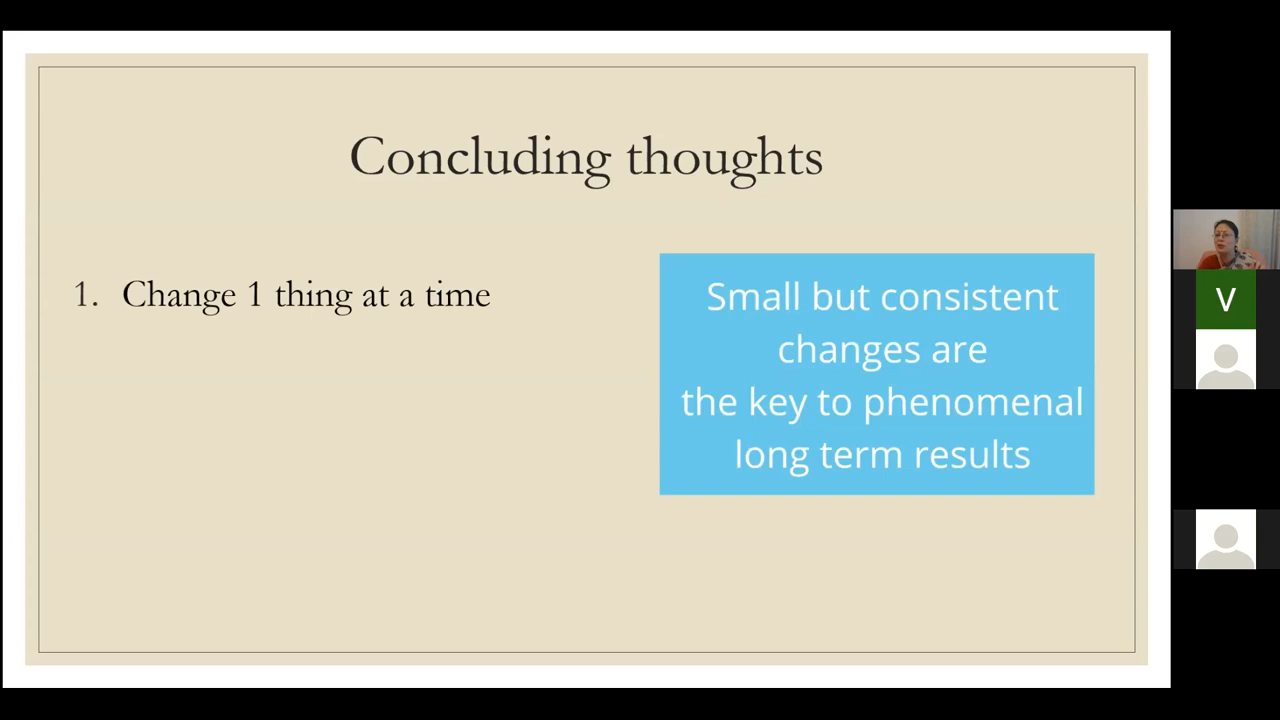 Concluding thoughts
1. Change 1 thing at a time
Small but consistent
changes are
the key to phenomenal
long term results
V